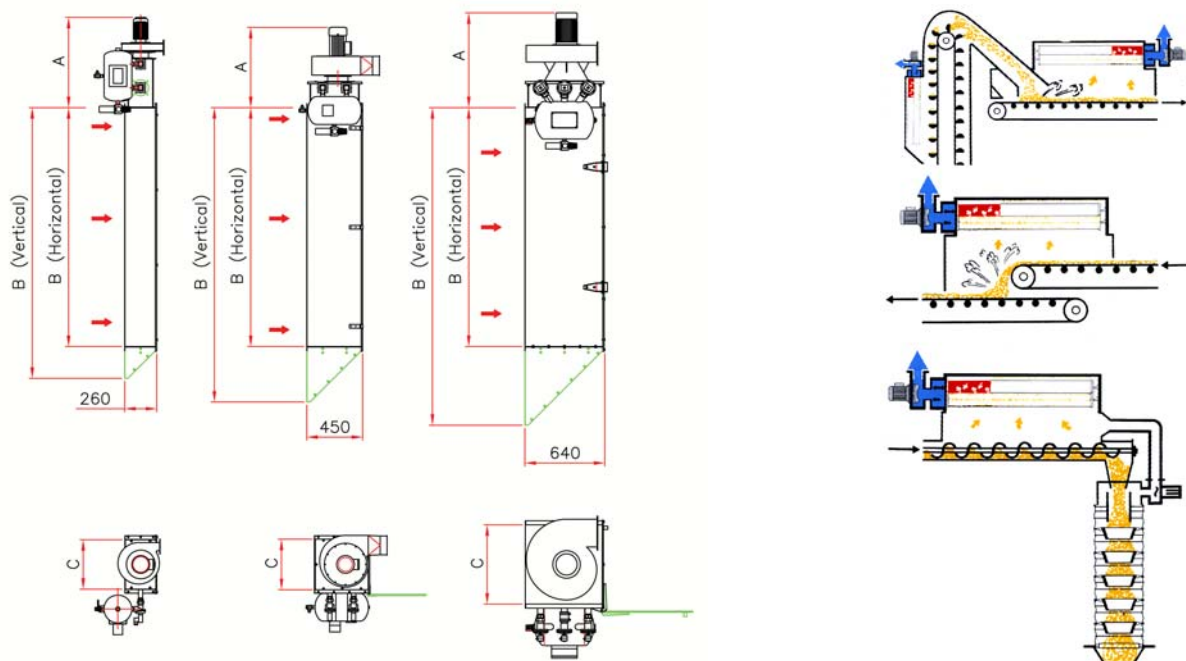 A
B (Vertical)
B (Horizontal)
260
A
B (Vertical)
B (Horizontal)
450
A
B (Vertical)
B (Horizontal)
640
C
C
C